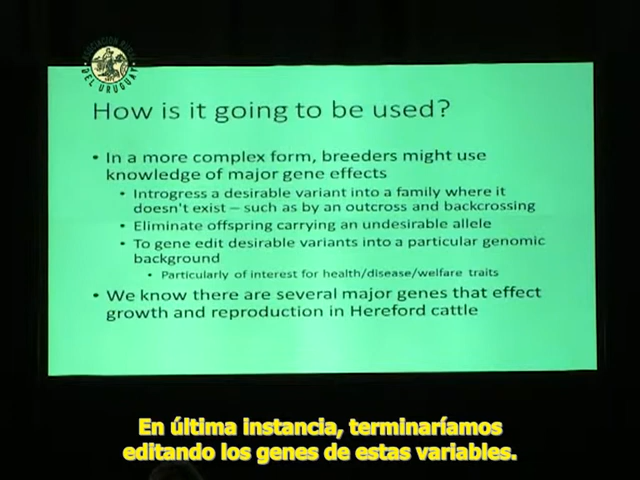 ASOCIACION RURAL
DEL URUGUAY
How is it going to be used?
• In a more complex form, breeders might use
knowledge of major gene effects
• Introgress a desirable variant into a family where it
doesn't exist – such as by an outcross and backcrossing
• Eliminate offspring carrying an undesirable allele
• To gene edit desirable variants into a particular genomic
background
• Particularly of interest for health/disease/welfare traits
• We know there are several major genes that effect
growth and reproduction in Hereford cattle
En última instancia, terminaríamos
editando los genes de estas variables.